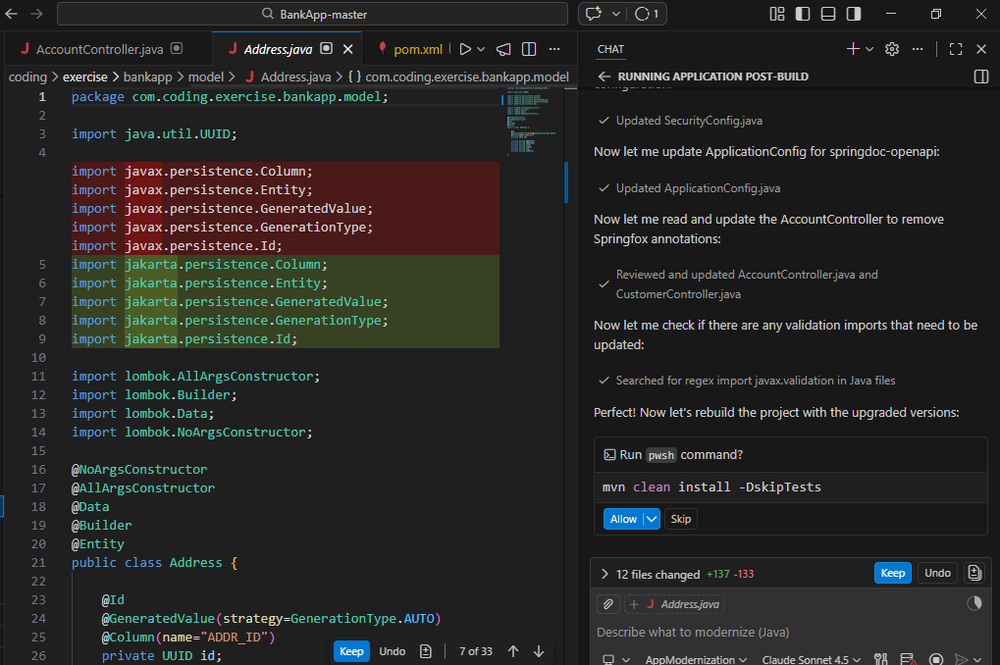 BankApp-master
1
AccountController.java
Address.java
pom.xml
coding > exercise > bankapp > model > Address.java > { } com.coding.exercise.bankapp.model
1 package com.coding.exercise.bankapp.model;
2
3 import java.util.UUID;
4
import javax.persistence.Column;
import javax.persistence.Entity;
import javax.persistence.GeneratedValue;
import javax.persistence.GenerationType;
import javax.persistence.Id;
5 import jakarta.persistence.Column;
6 import jakarta.persistence.Entity;
7 import jakarta.persistence.GeneratedValue;
8 import jakarta.persistence.GenerationType;
9 import jakarta.persistence.Id;
10
11 import lombok.AllArgsConstructor;
12 import lombok.Builder;
13 import lombok.Data;
14 import lombok.NoArgsConstructor;
15
16 @NoArgsConstructor
17 @AllArgsConstructor
18 @Data
19 @Builder
20 @Entity
21 public class Address {
22
23 @Id
24 @GeneratedValue(strategy=GenerationType.AUTO)
25 @Column(name="ADDR_ID")
26 private UUID id;
Keep Undo 7 of 33
CHAT
RUNNING APPLICATION POST-BUILD
configuration:
Updated SecurityConfig.java
Now let me update ApplicationConfig for springdoc-openapi:
Updated ApplicationConfig.java
Now let me read and update the AccountController to remove
Springfox annotations:
Reviewed and updated AccountController.java and
CustomerController.java
Now let me check if there are any validation imports that need to be
updated:
Searched for regex import javax.validation in Java files
Perfect! Now let's rebuild the project with the upgraded versions:
Run pwsh command?
mvn clean install -DskipTests
Allow Skip
12 files changed +137 -133 Keep Undo
Address.java
Describe what to modernize (Java)
AppModernization Claude Sonnet 4.5